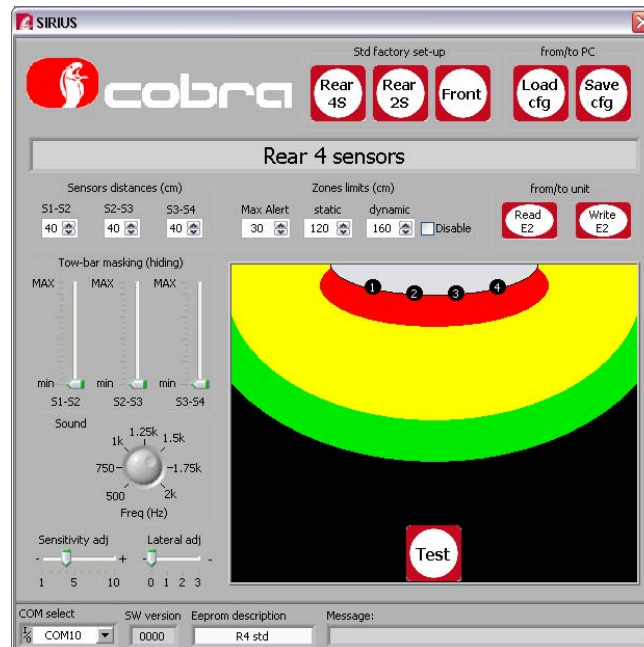 SIRIUS
cobra
Std factory set-up
from/to PC
Rear 4S
Rear 2S
Front
Load cfg
Save cfg
Rear 4 sensors
Sensors distances (cm)
S1-S2 S2-S3 S3-S4
40 40 40
Zones limits (cm)
Max Alert static dynamic
30 120 160 Disable
from/to unit
Read E2
Write E2
Tow-bar masking (hiding)
MAX MAX MAX
min min min
S1-S2 S2-S3 S3-S4
1 2 3 4
Sound
1.25k
1k 1.5k
750 1.75k
500 2k
Freq (Hz)
Sensitivity adj
- +
1 5 10
Lateral adj
- -
0 1 2 3
Test
COM select
I/O COM10
SW version
0000
Eeprom description
R4 std
Message: